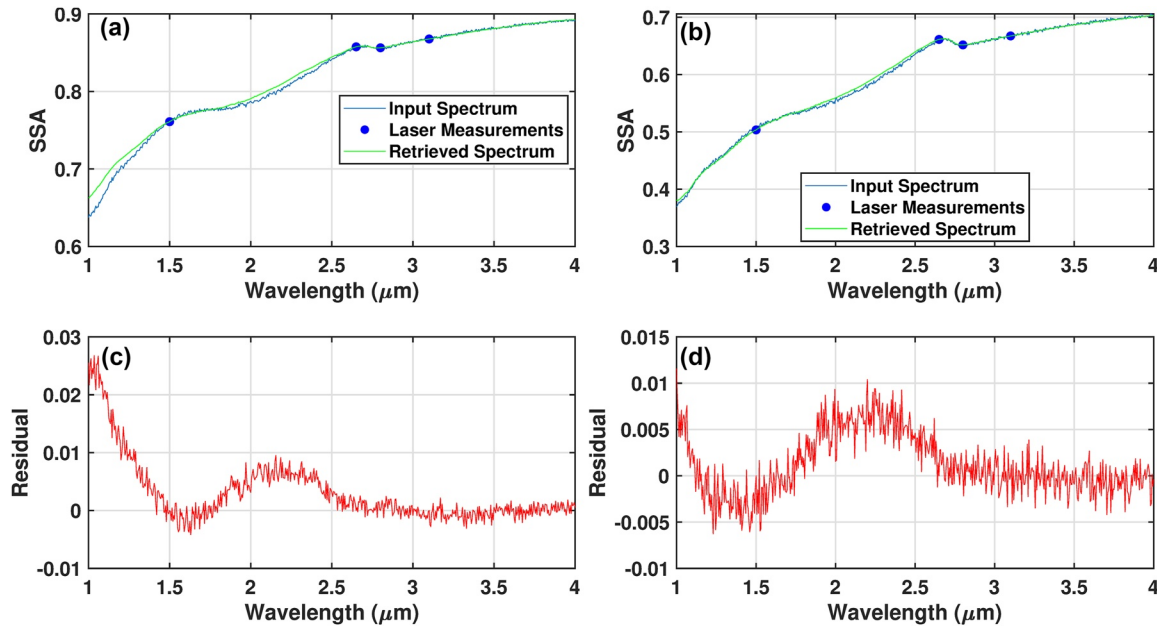 (a)
SSA
0.9
0.8
0.7
0.6
Input Spectrum
Laser Measurements
Retrieved Spectrum
1 1.5 2 2.5 3 3.5 4
Wavelength (μm)
(b)
SSA
0.7
0.6
0.5
0.4
0.3
Input Spectrum
Laser Measurements
Retrieved Spectrum
1 1.5 2 2.5 3 3.5 4
Wavelength (μm)
(c)
Residual
0.03
0.02
0.01
0
-0.01
1 1.5 2 2.5 3 3.5 4
Wavelength (μm)
(d)
Residual
0.015
0.01
0.005
0
-0.005
-0.01
1 1.5 2 2.5 3 3.5 4
Wavelength (μm)